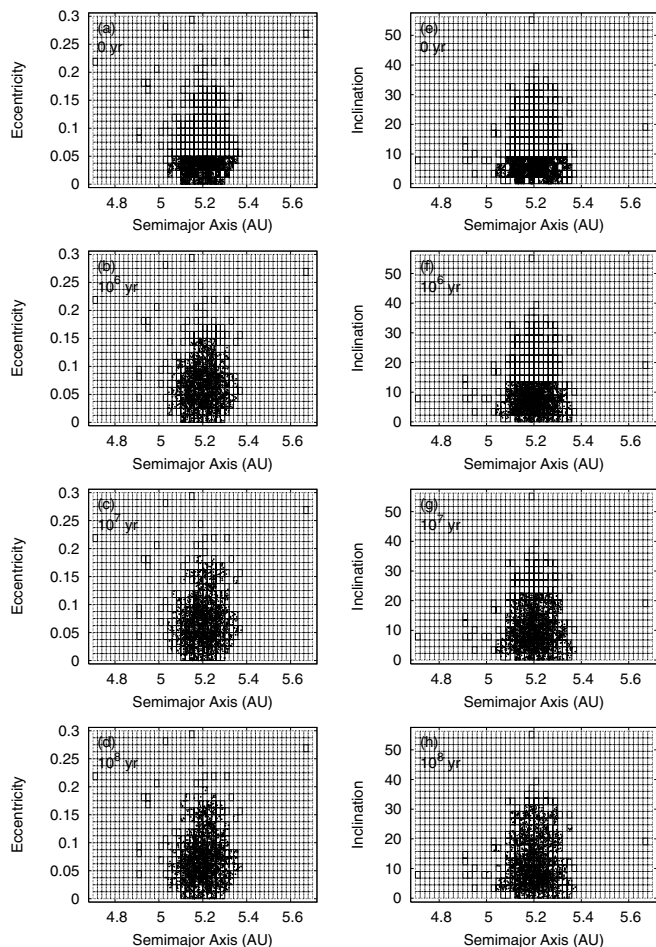 0.3
0.25
0.2
0.15
0.1
0.05
0
Eccentricity
(a)
0 yr
4.8 5 5.2 5.4 5.6
Semimajor Axis (AU)
50
40
30
20
10
0
Inclination
(e)
0 yr
4.8 5 5.2 5.4 5.6
Semimajor Axis (AU)
0.3
0.25
0.2
0.15
0.1
0.05
0
Eccentricity
(b)
10^6 yr
4.8 5 5.2 5.4 5.6
Semimajor Axis (AU)
50
40
30
20
10
0
Inclination
(f)
10^6 yr
4.8 5 5.2 5.4 5.6
Semimajor Axis (AU)
0.3
0.25
0.2
0.15
0.1
0.05
0
Eccentricity
(c)
10^7 yr
4.8 5 5.2 5.4 5.6
Semimajor Axis (AU)
50
40
30
20
10
0
Inclination
(g)
10^7 yr
4.8 5 5.2 5.4 5.6
Semimajor Axis (AU)
0.3
0.25
0.2
0.15
0.1
0.05
0
Eccentricity
(d)
10^8 yr
4.8 5 5.2 5.4 5.6
Semimajor Axis (AU)
50
40
30
20
10
0
Inclination
(h)
10^8 yr
4.8 5 5.2 5.4 5.6
Semimajor Axis (AU)